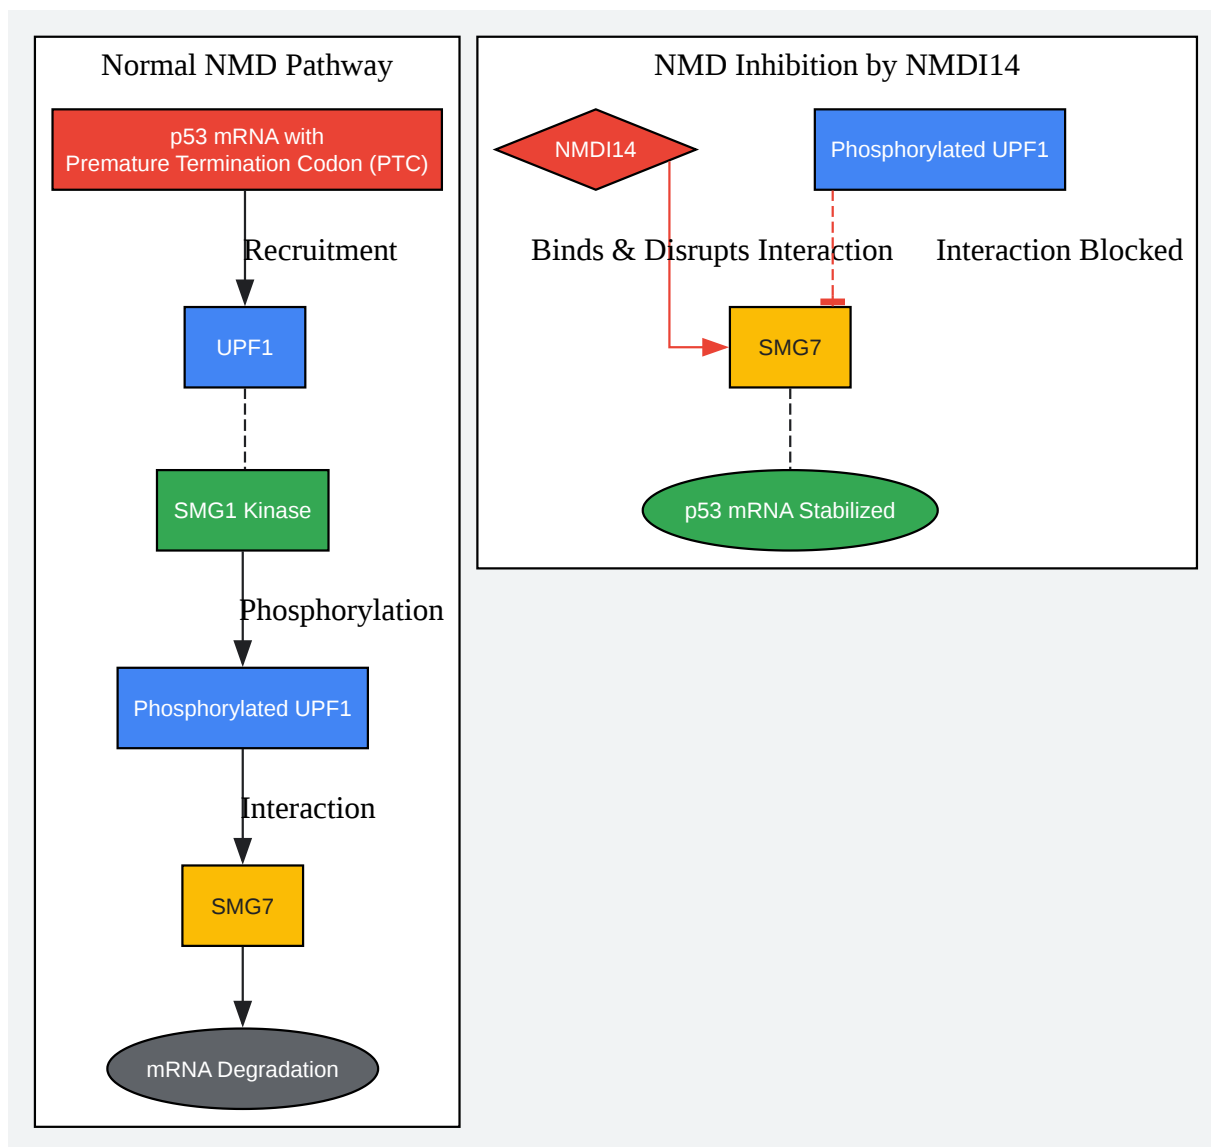 Normal NMD Pathway
p53 mRNA with
Premature Termination Codon (PTC)
Recruitment
UPF1
SMG1 Kinase
Phosphorylation
Phosphorylated UPF1
Interaction
SMG7
mRNA Degradation
NMD Inhibition by NMDI14
NMDI14
Phosphorylated UPF1
Binds & Disrupts Interaction
Interaction Blocked
SMG7
p53 mRNA Stabilized